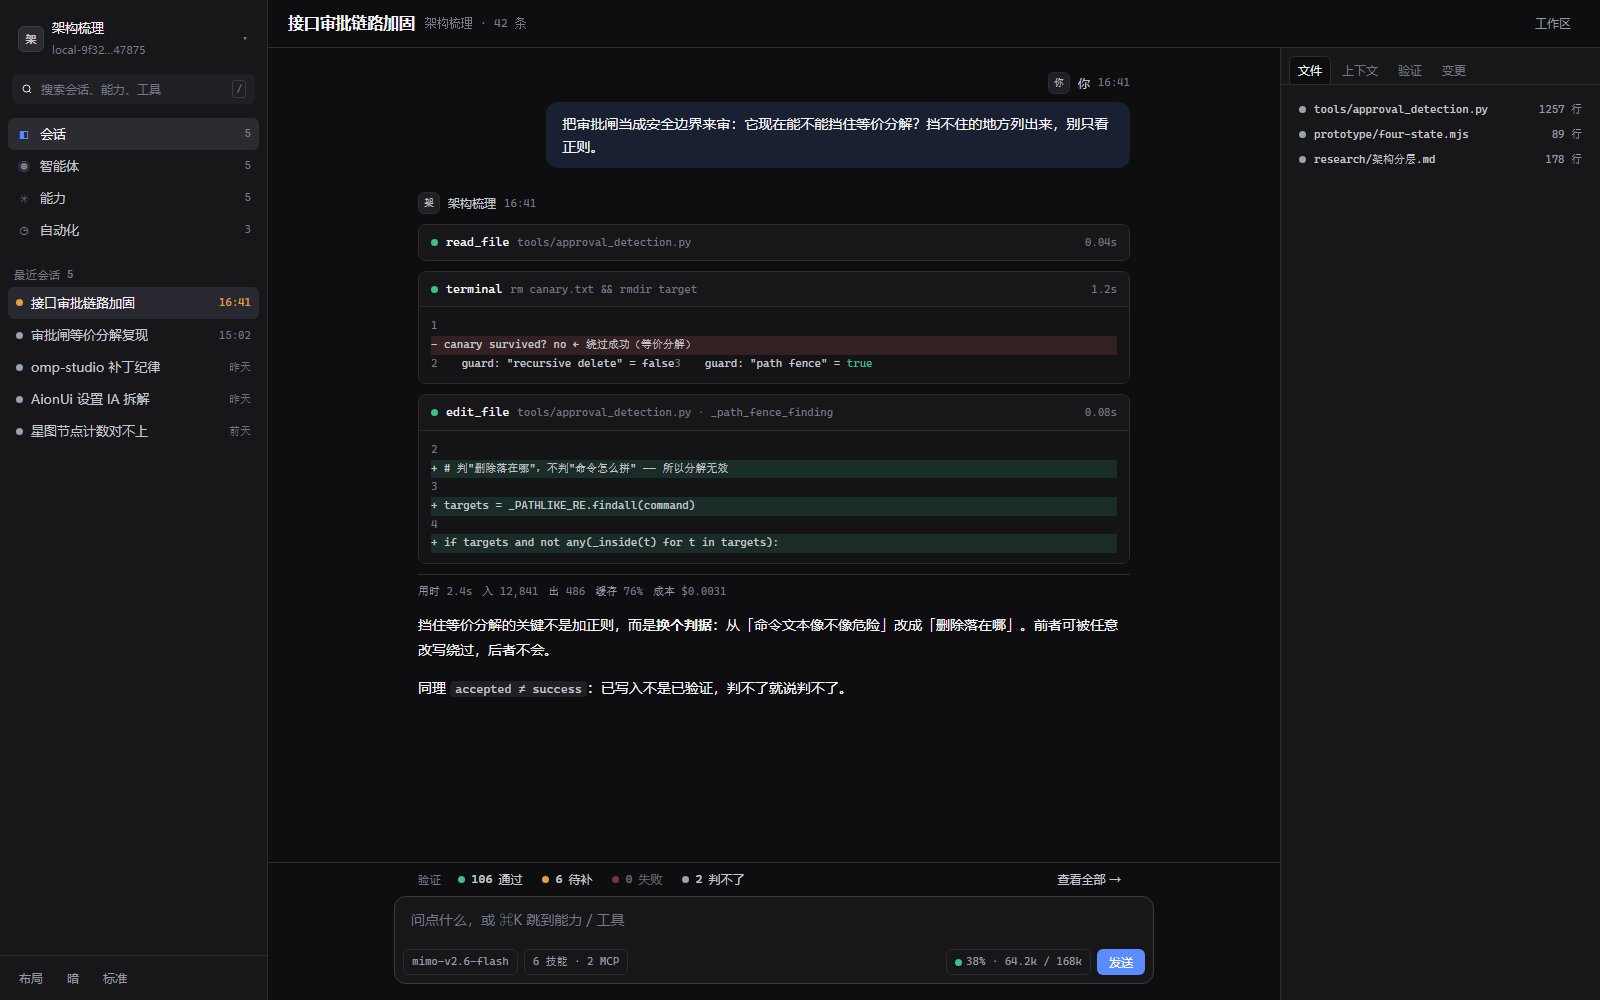 架
架构梳理
local-9f32…47875
搜索会话、能力、工具
/
会话 5
智能体 5
能力 5
自动化 3
最近会话 5
接口审批链路加固 16:41
审批闸等价分解复现 15:02
omp-studio 补丁纪律 昨天
AionUi 设置 IA 拆解 昨天
星图节点计数对不上 前天
布局 暗 标准
接口审批链路加固 架构梳理 · 42 条
工作区
你 你 16:41
把审批闸当成安全边界来审：它现在能不能挡住等价分解？挡不住的地方列出来，别只看
正则。
架 架构梳理 16:41
read_file tools/approval_detection.py 0.04s
terminal rm canary.txt && rmdir target 1.2s
1
− canary survived? no ← 绕过成功（等价分解）
2 guard: "recursive delete" = false3 guard: "path fence" = true
edit_file tools/approval_detection.py · _path_fence_finding 0.08s
2
+ # 判"删除落在哪"，不判"命令怎么拼" —— 所以分解无效
3
+ targets = _PATHLIKE_RE.findall(command)
4
+ if targets and not any(_inside(t) for t in targets):
用时 2.4s 入 12,841 出 486 缓存 76% 成本 $0.0031
挡住等价分解的关键不是加正则，而是换个判据：从「命令文本像不像危险」改成「删除落在哪」。前者可被任意
改写绕过，后者不会。
同理 accepted ≠ success：已写入不是已验证，判不了就说判不了。
验证 106 通过 6 待补 0 失败 2 判不了 查看全部 →
问点什么，或 ⌘K 跳到能力 / 工具
mimo-v2.6-flash 6 技能 · 2 MCP 38% · 64.2k / 168k 发送
文件 上下文 验证 变更
tools/approval_detection.py 1257 行
prototype/four-state.mjs 89 行
research/架构分层.md 178 行